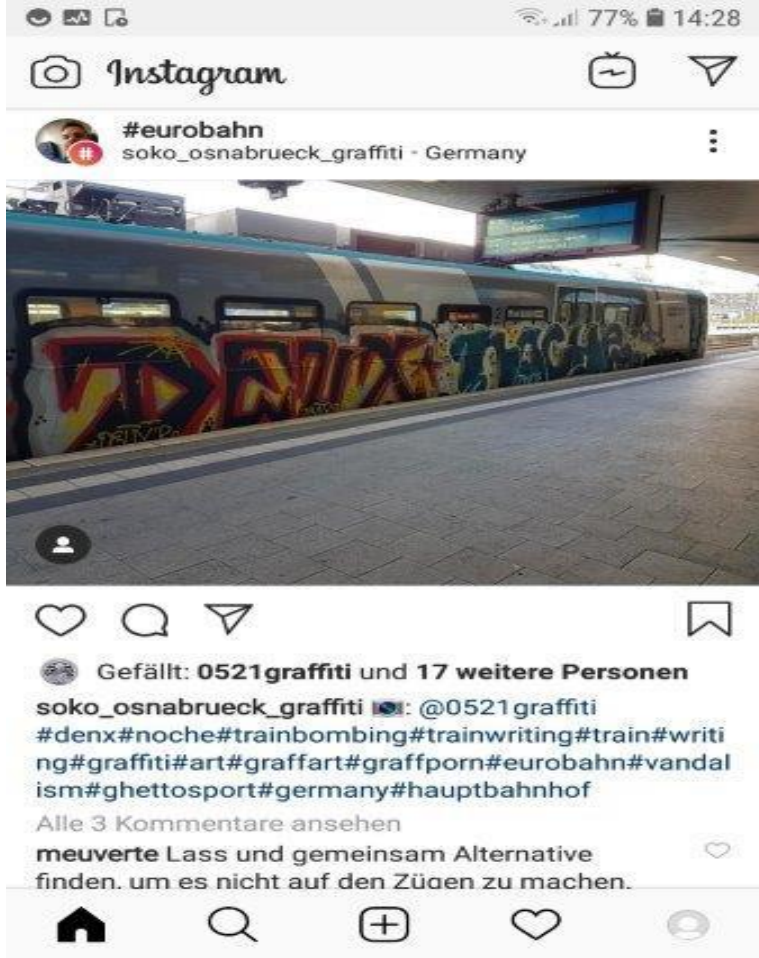 77% 14:28
Instagram
#eurobahn
soko_osnabrueck_graffiti - Germany
Gefällt: 0521graffiti und 17 weitere Personen
soko_osnabrueck_graffiti : @0521graffiti
#denx#noche#trainbombing#trainwriting#train#writi
ng#graffiti#art#graffart#graffporn#eurobahn#vandal
ism#ghettosport#germany#hauptbahnhof
Alle 3 Kommentare ansehen
meuverte Lass und gemeinsam Alternative
finden, um es nicht auf den Zügen zu machen.